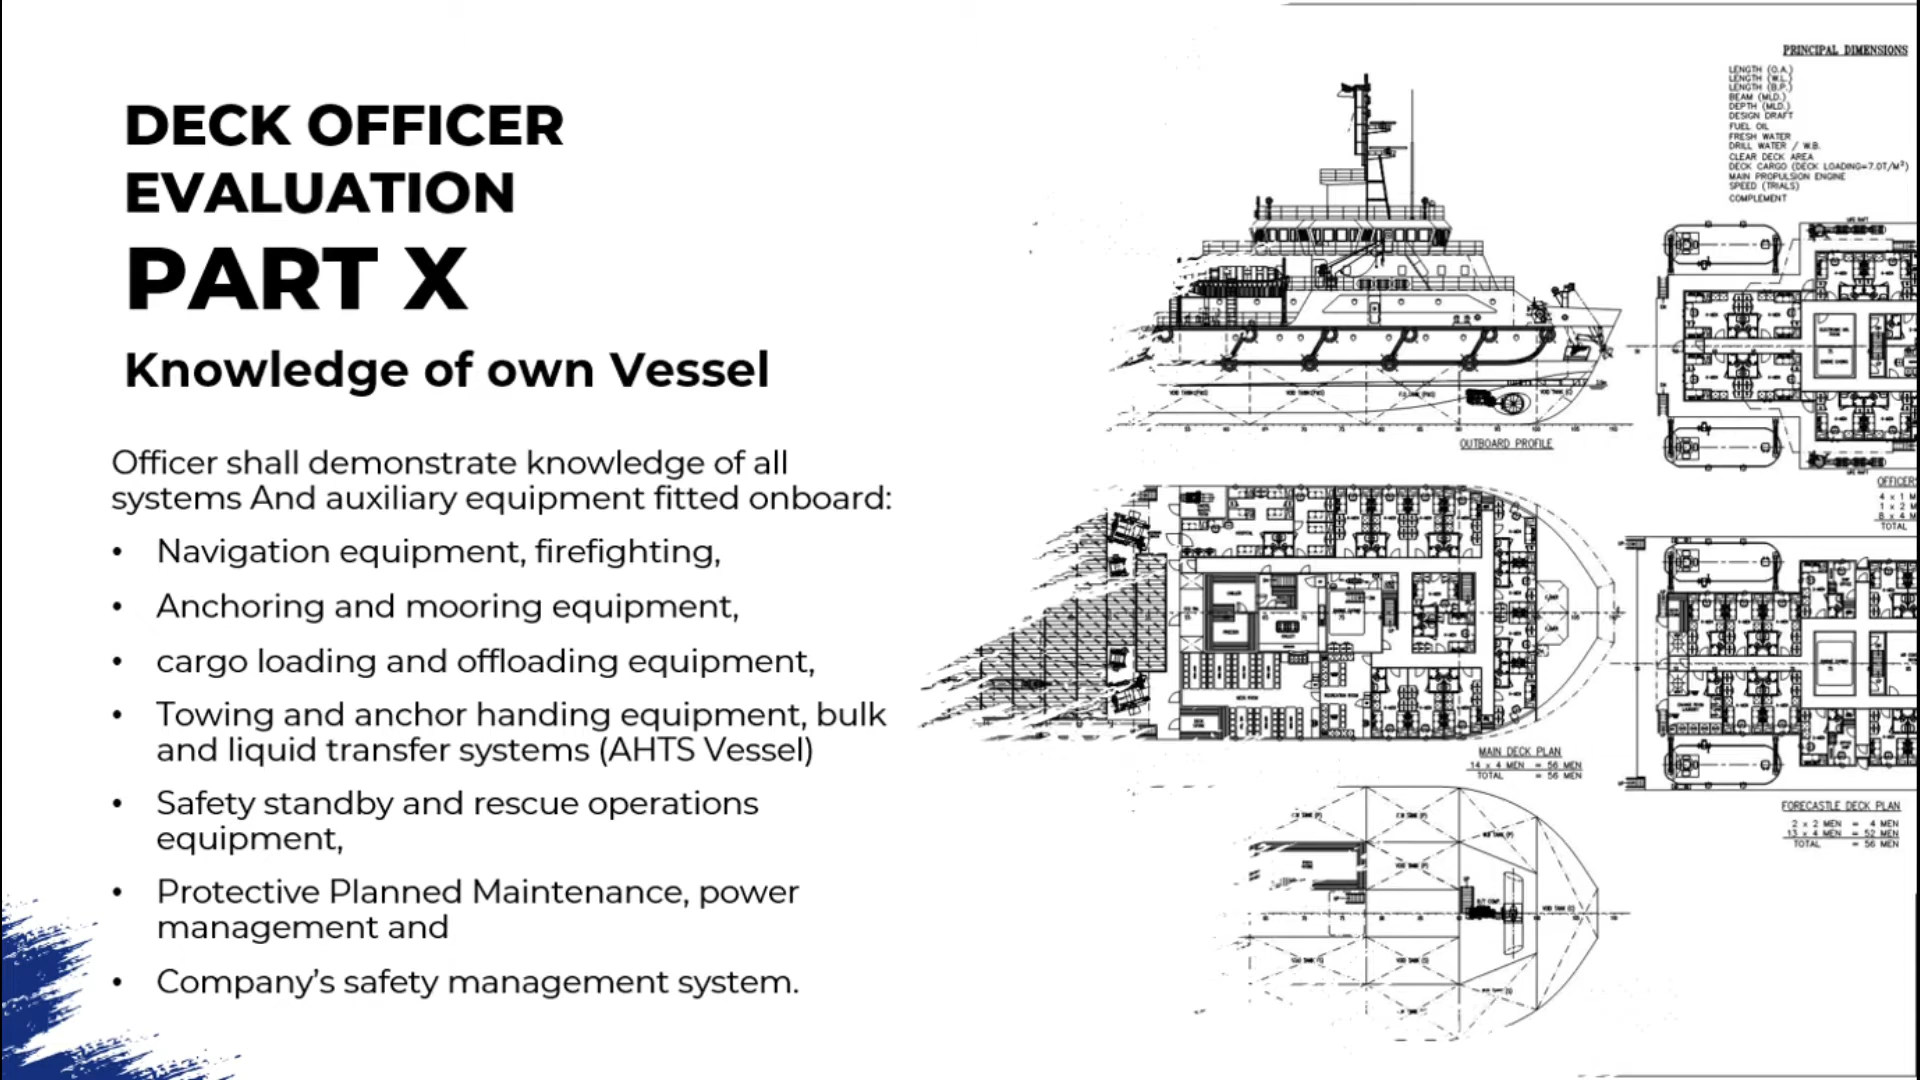 DECK OFFICER
EVALUATION
PART X
Knowledge of own Vessel
Officer shall demonstrate knowledge of all
systems And auxiliary equipment fitted onboard:
• Navigation equipment, firefighting,
• Anchoring and mooring equipment,
• cargo loading and offloading equipment,
• Towing and anchor handing equipment, bulk
and liquid transfer systems (AHTS Vessel)
• Safety standby and rescue operations
equipment,
• Protective Planned Maintenance, power
management and
• Company's safety management system.
PRINCIPAL DIMENSIONS
LENGTH (O.A.)
LENGTH (W.L.)
LENGTH (B.P.)
BEAM (MLD.)
DEPTH (MLD.)
DESIGN DRAFT
FUEL OIL
FRESH WATER
DRILL WATER / W.B.
CLEAR DECK AREA
DECK CARGO (DECK LOADING=7.0T/M²)
MAIN PROPULSION ENGINE
SPEED (TRIALS)
COMPLEMENT
OUTBOARD PROFILE
OFFICERS
4 x 1 M
1 x 2 M
8 x 4 M
TOTAL
MAIN DECK PLAN
14 x 4 MEN = 56 MEN
TOTAL = 56 MEN
FORECASTLE DECK PLAN
2 x 2 MEN = 4 MEN
13 x 4 MEN = 52 MEN
TOTAL = 56 MEN